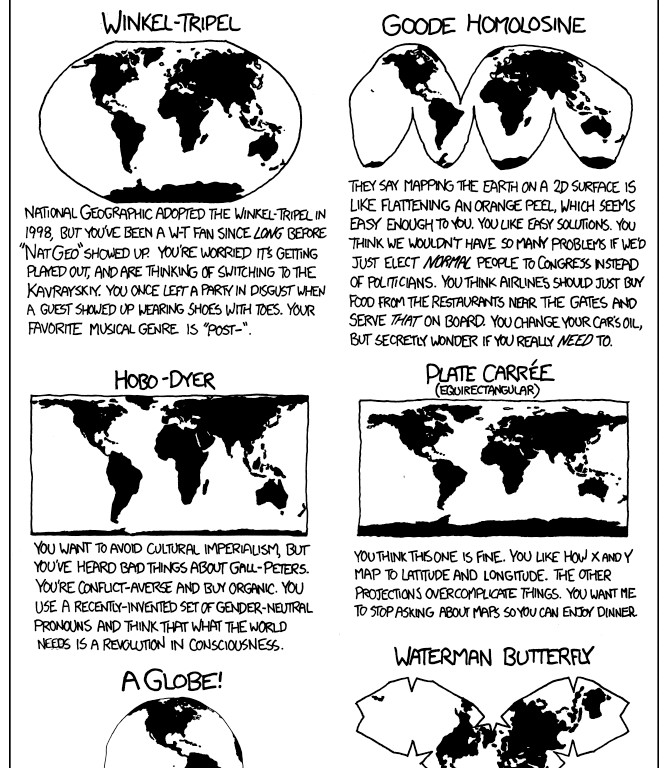 WINKEL-TRIPEL
NATIONAL GEOGRAPHIC ADOPTED THE WINKEL-TRIPEL IN
1998, BUT YOU'VE BEEN A W-T FAN SINCE LONG BEFORE
"NAT GEO" SHOWED UP. YOU'RE WORRIED IT'S GETTING
PLAYED OUT, AND ARE THINKING OF SWITCHING TO THE
KAVRAYSKIY. YOU ONCE LEFT A PARTY IN DISGUST WHEN
A GUEST SHOWED UP WEARING SHOES WITH TOES. YOUR
FAVORITE MUSICAL GENRE IS "POST–".
GOODE HOMOLOSINE
THEY SAY MAPPING THE EARTH ON A 2D SURFACE IS
LIKE FLATTENING AN ORANGE PEEL, WHICH SEEMS
EASY ENOUGH TO YOU. YOU LIKE EASY SOLUTIONS. YOU
THINK WE WOULDN'T HAVE SO MANY PROBLEMS IF WE'D
JUST ELECT NORMAL PEOPLE TO CONGRESS INSTEAD
OF POLITICIANS. YOU THINK AIRLINES SHOULD JUST BUY
FOOD FROM THE RESTAURANTS NEAR THE GATES AND
SERVE THAT ON BOARD. YOU CHANGE YOUR CAR'S OIL,
BUT SECRETLY WONDER IF YOU REALLY NEED TO.
HOBO-DYER
YOU WANT TO AVOID CULTURAL IMPERIALISM, BUT
YOU'VE HEARD BAD THINGS ABOUT GALL-PETERS.
YOU'RE CONFLICT-AVERSE AND BUY ORGANIC. YOU
USE A RECENTLY-INVENTED SET OF GENDER-NEUTRAL
PRONOUNS AND THINK THAT WHAT THE WORLD
NEEDS IS A REVOLUTION IN CONSCIOUSNESS.
PLATE CARRÉE
(EQUIRECTANGULAR)
YOU THINK THIS ONE IS FINE. YOU LIKE HOW X AND Y
MAP TO LATITUDE AND LONGITUDE. THE OTHER
PROJECTIONS OVERCOMPLICATE THINGS. YOU WANT ME
TO STOP ASKING ABOUT MAPS SO YOU CAN ENJOY DINNER.
A GLOBE!
WATERMAN BUTTERFLY